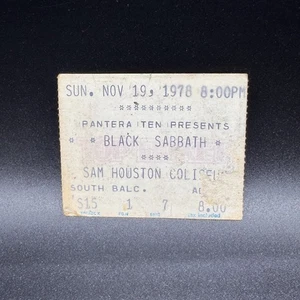 SUN. NOV 19, 1978 8:00PM
**********
PANTERA TEN PRESENTS
BLACK SABBATH
**********
SAM HOUSTON COLISEUM
SOUTH BALC.
$15 1 7 8.00